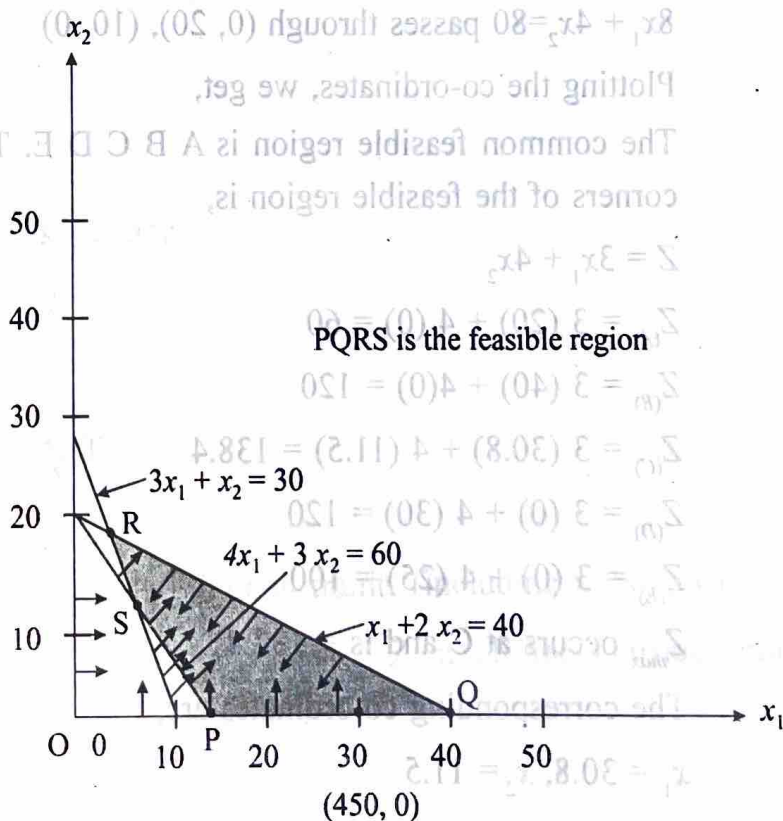 x₂
50
40
PQRS is the feasible region
30
3x₁ + x₂ = 30
20
R
4x₁ + 3 x₂ = 60
S
x₁ +2 x₂ = 40
10
Q
O 0 10 P 20 30 40 50 x₁
(450, 0)